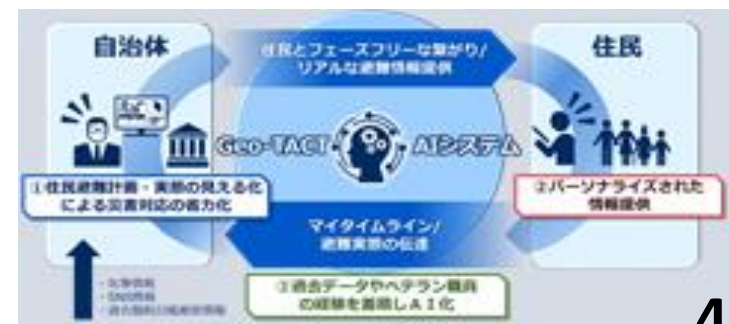 自治体
住民とフェーズフリーな繋がり/
リアルな避難情報提供
住民
Geo-TACT
AIシステム
①住民避難計画・実態の見える化
による災害対応の省力化
②パーソナライズされた
情報提供
マイタイムライン/
避難実態の伝達
③過去データやベテラン職員
の経験を蓄積しAI化
4